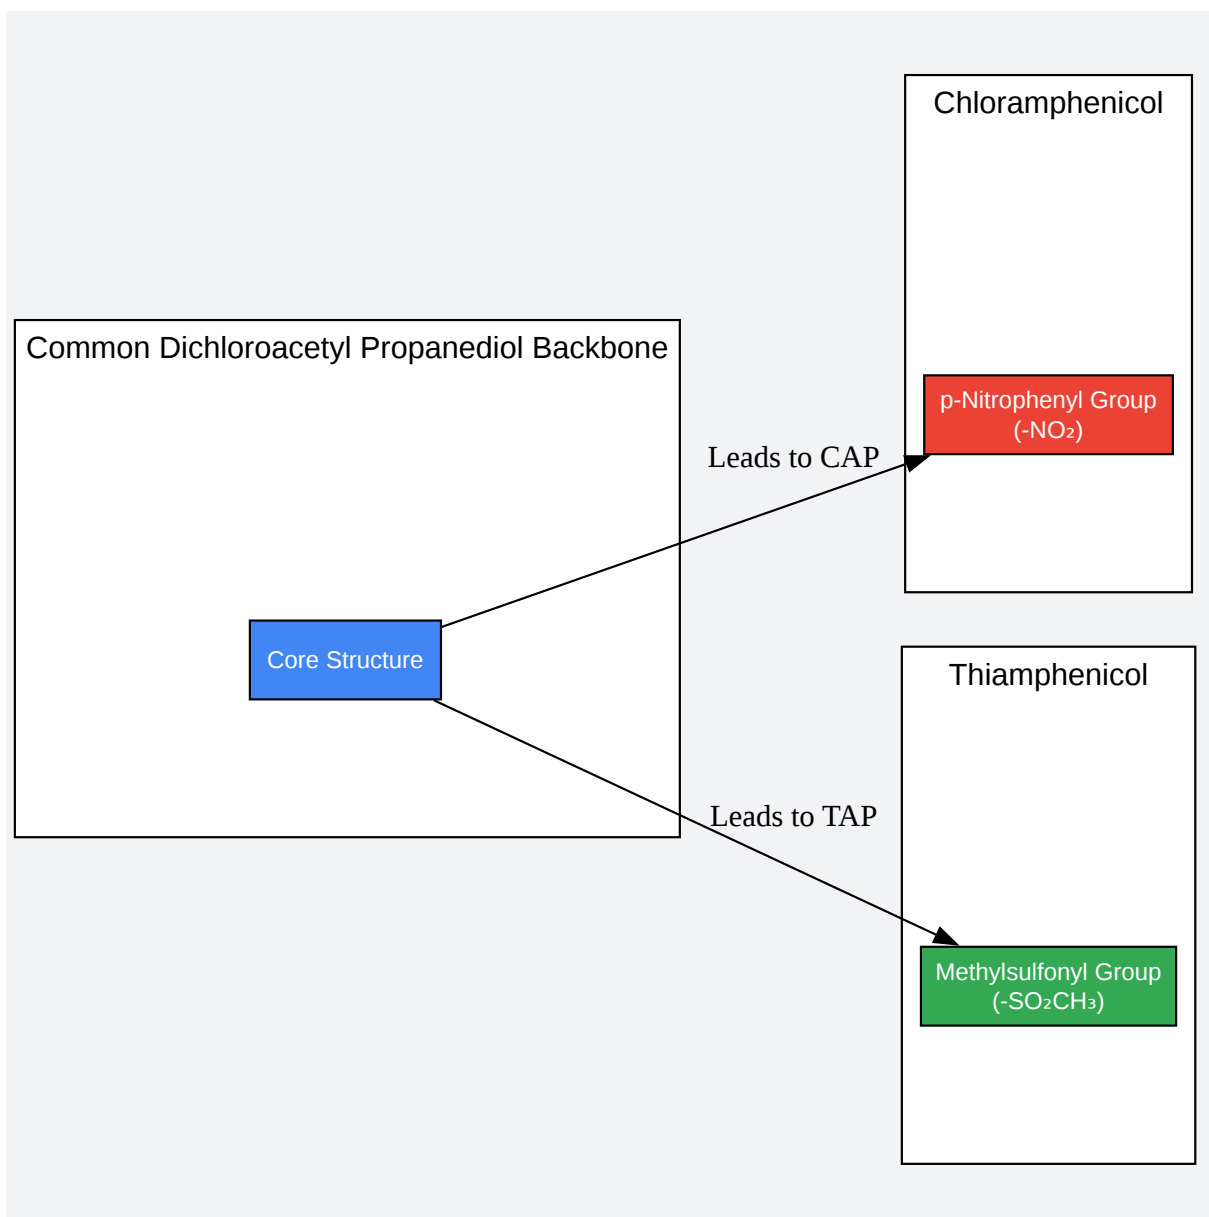 Chloramphenicol
Common Dichloroacetyl Propanediol Backbone
p-Nitrophenyl Group
(-NO₂)
Leads to CAP
Core Structure
Thiamphenicol
Leads to TAP
Methylsulfonyl Group
(-SO₂CH₃)